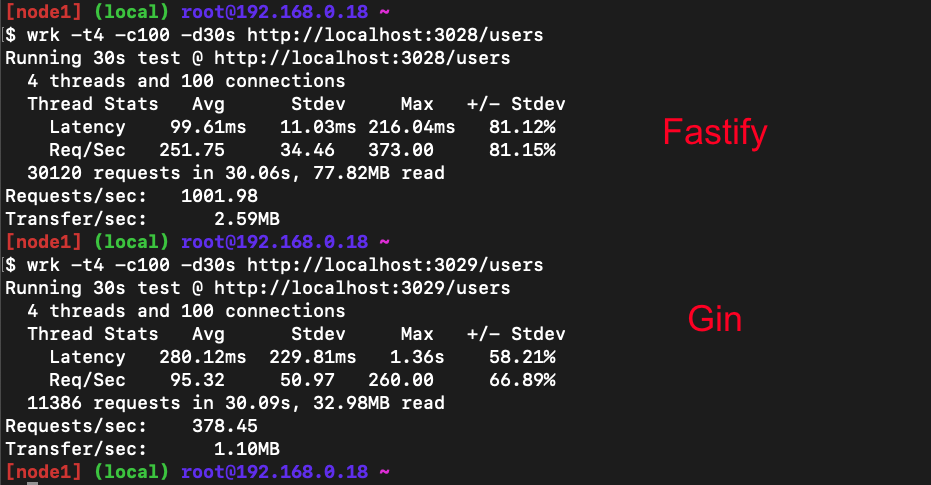 [node1] (local) root@192.168.0.18 ~
$ wrk -t4 -c100 -d30s http://localhost:3028/users
Running 30s test @ http://localhost:3028/users
  4 threads and 100 connections
  Thread Stats   Avg      Stdev     Max   +/- Stdev
    Latency    99.61ms   11.03ms 216.04ms   81.12%
    Req/Sec   251.75     34.46   373.00     81.15%
  30120 requests in 30.06s, 77.82MB read
Requests/sec:   1001.98
Transfer/sec:      2.59MB
Fastify
[node1] (local) root@192.168.0.18 ~
$ wrk -t4 -c100 -d30s http://localhost:3029/users
Running 30s test @ http://localhost:3029/users
  4 threads and 100 connections
  Thread Stats   Avg      Stdev     Max   +/- Stdev
    Latency   280.12ms  229.81ms   1.36s    58.21%
    Req/Sec    95.32     50.97   260.00     66.89%
  11386 requests in 30.09s, 32.98MB read
Requests/sec:    378.45
Transfer/sec:      1.10MB
Gin
[node1] (local) root@192.168.0.18 ~